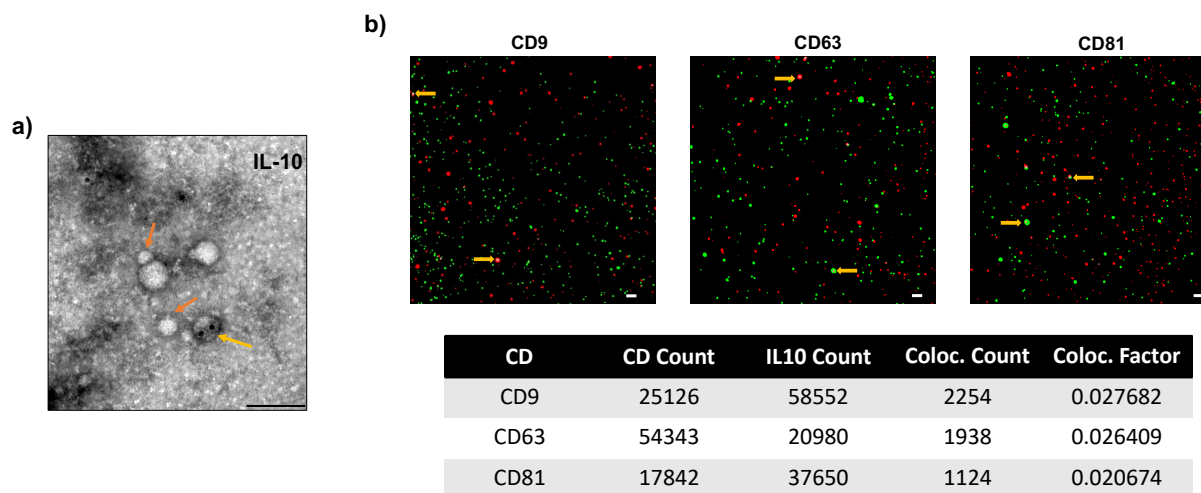 a)
IL-10
b)
CD9 CD63 CD81
CD CD Count IL10 Count Coloc. Count Coloc. Factor
CD9 25126 58552 2254 0.027682
CD63 54343 20980 1938 0.026409
CD81 17842 37650 1124 0.020674